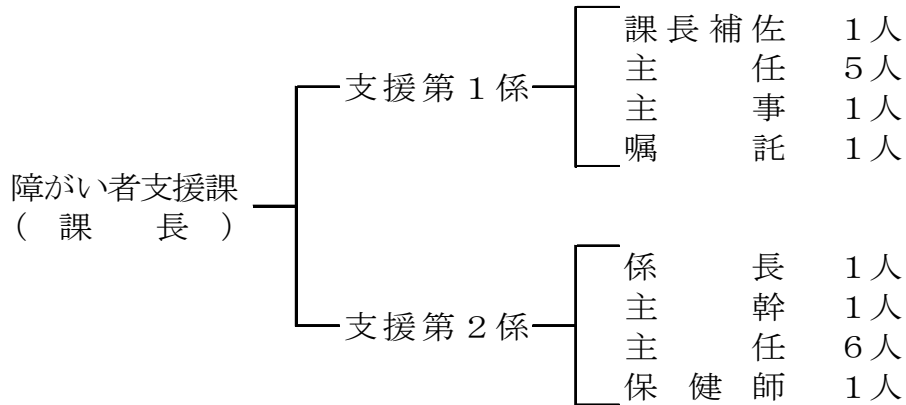 障がい者支援課
（　課　　長　）
支援第１係
課長補佐　１人
主　　任　５人
主　　事　１人
嘱　　託　１人
支援第２係
係　　長　１人
主　　幹　１人
主　　任　６人
保　健　師　１人